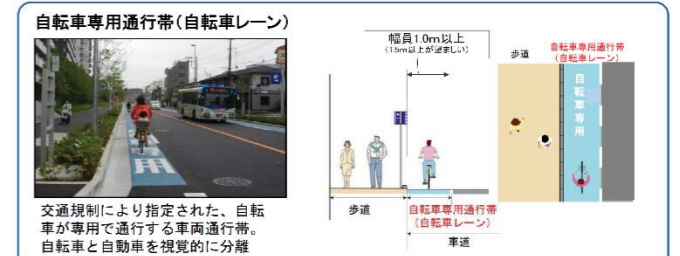 自転車専用通行帯(自転車レーン)
用
交通規制により指定された、自転
車が専用で通行する車両通行帯。
自転車と自動車を視覚的に分離
幅員1.0m以上
(1.5m以上が望ましい)
歩道
自転車専用通行帯
(自転車レーン)
車道
歩道
自転車専用通行帯
(自転車レーン)
自転車専用